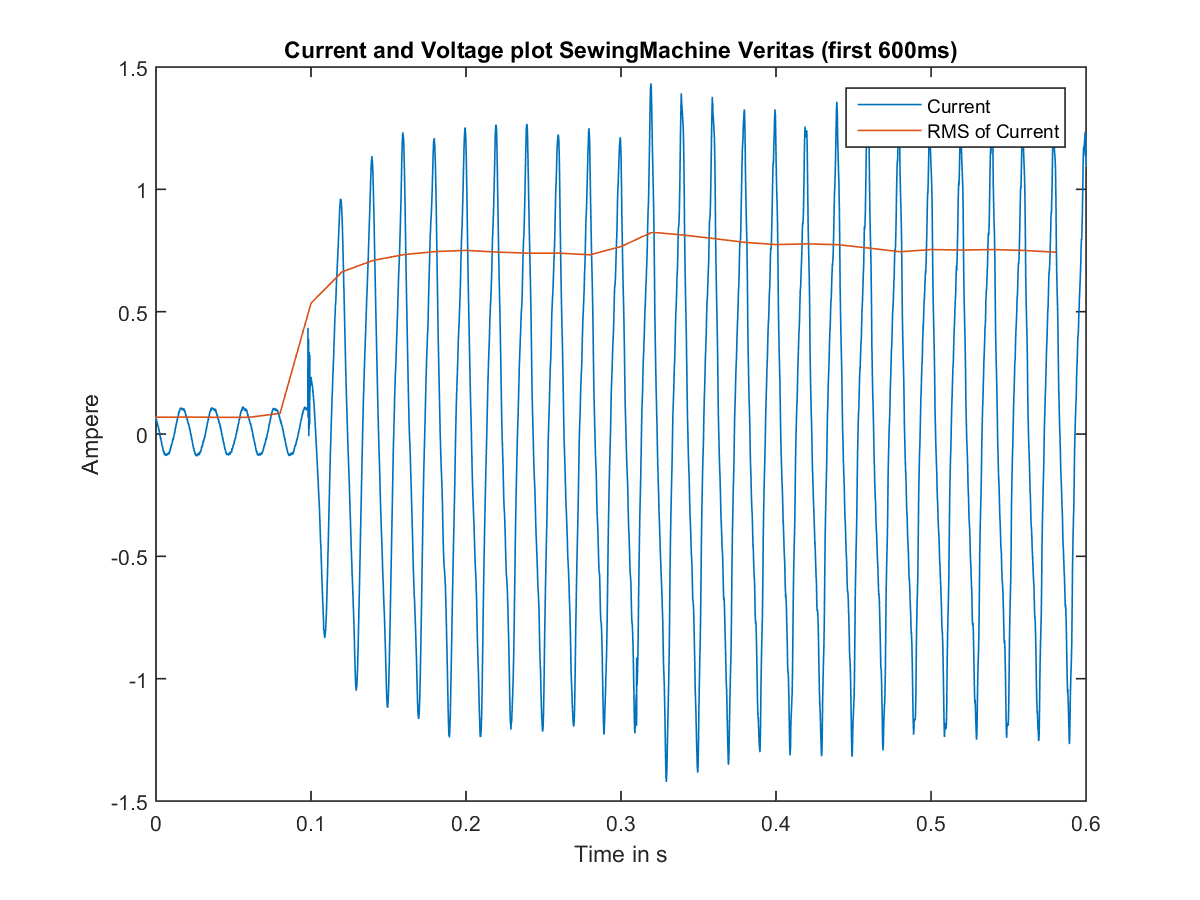 Current and Voltage plot SewingMachine Veritas (first 600ms)
1.5
1
0.5
0
-0.5
-1
-1.5
Ampere
Current
RMS of Current
0 0.1 0.2 0.3 0.4 0.5 0.6
Time in s